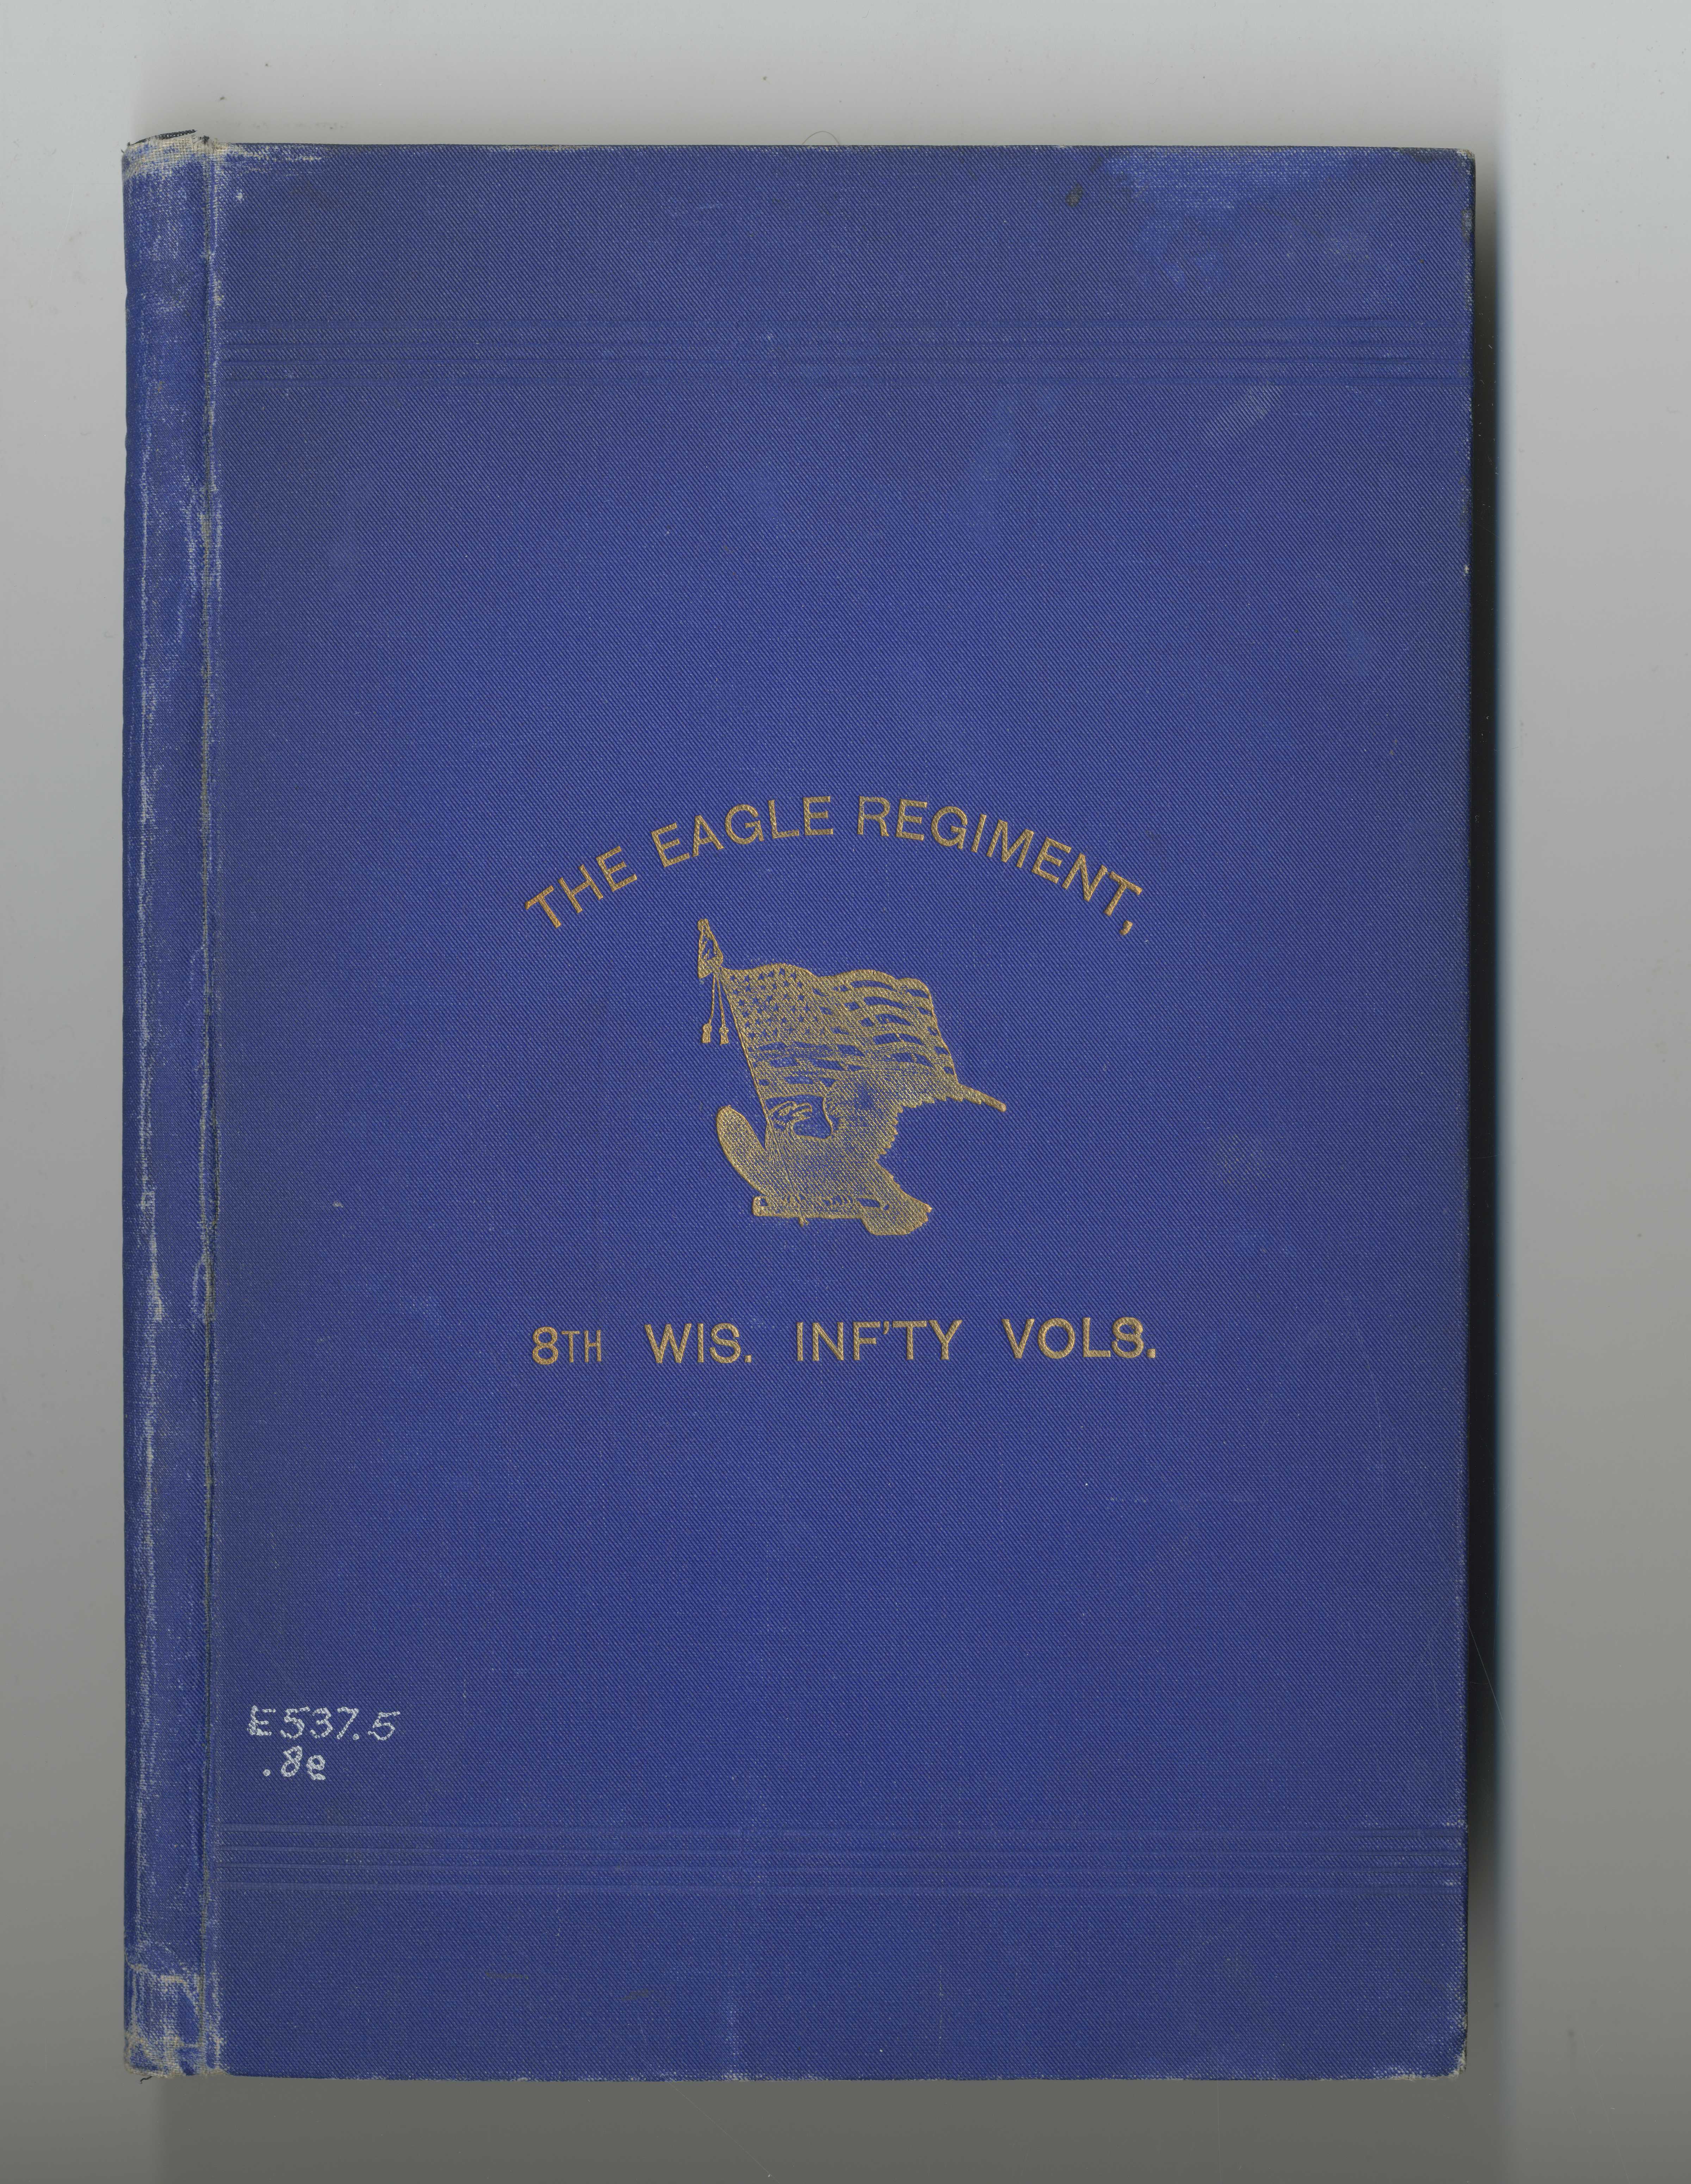 THE EAGLE REGIMENT,
8TH WIS. INF'TY VOLS.
E537.5
.8e